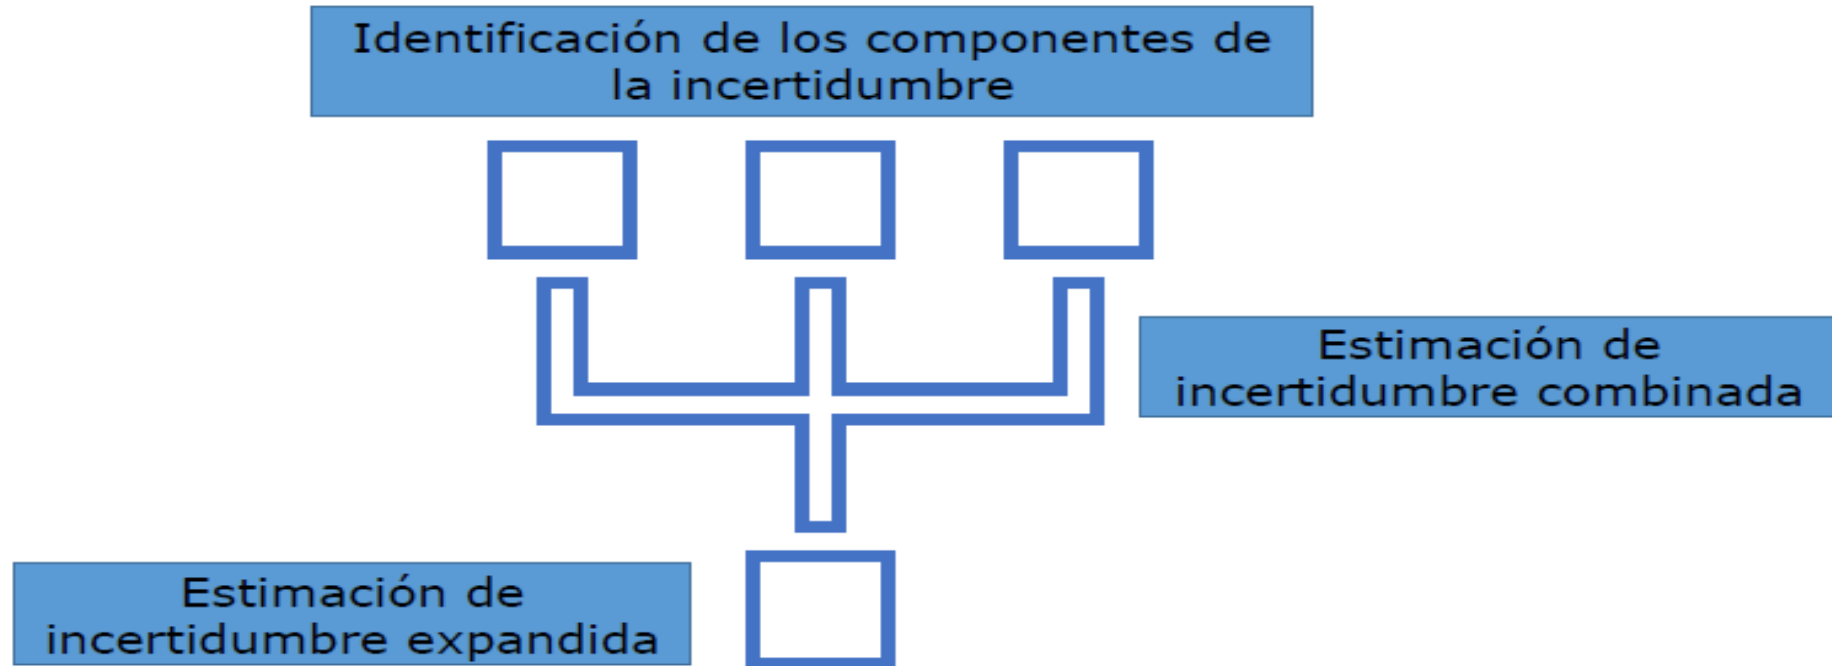 Identificación de los componentes de
la incertidumbre
Estimación de
incertidumbre combinada
Estimación de
incertidumbre expandida